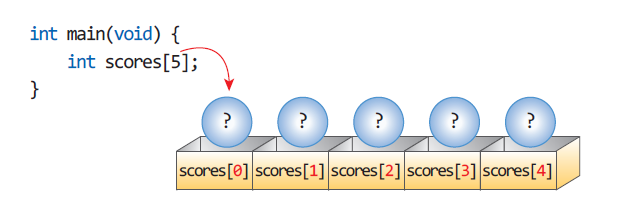 int main(void) {
int scores[5];
}
? ? ? ? ?
scores[0] scores[1] scores[2] scores[3] scores[4]